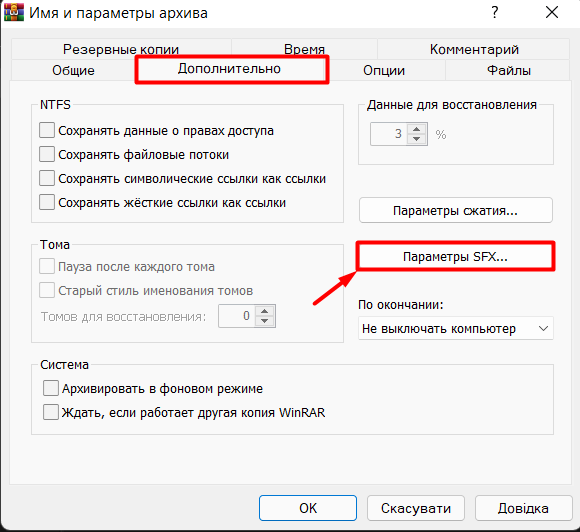 Имя и параметры архива
?
Резервные копии Время Комментарий
Общие Дополнительно Опции Файлы
NTFS
Сохранять данные о правах доступа
Сохранять файловые потоки
Сохранять символические ссылки как ссылки
Сохранять жёсткие ссылки как ссылки
Данные для восстановления
3 %
Параметры сжатия...
Тома
Пауза после каждого тома
Старый стиль именования томов
Томов для восстановления: 0
Параметры SFX...
По окончании:
Не выключать компьютер
Система
Архивировать в фоновом режиме
Ждать, если работает другая копия WinRAR
OK Скасувати Довідка